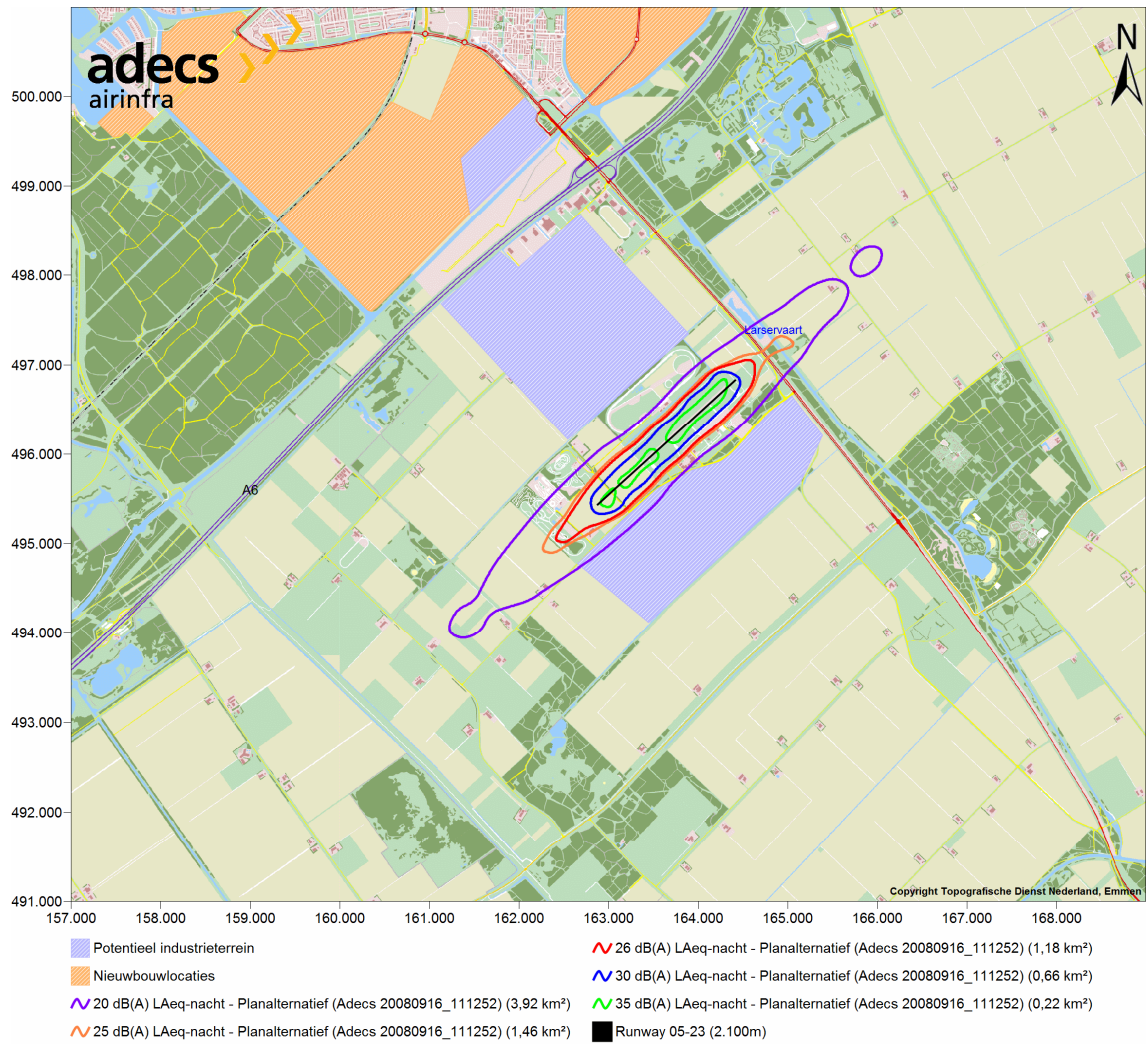 adecs
airinfra
N
500.000
499.000
498.000
497.000
496.000
495.000
494.000
493.000
492.000
491.000
Larservaart
A6
Copyright Topografische Dienst Nederland, Emmen
157.000 158.000 159.000 160.000 161.000 162.000 163.000 164.000 165.000 166.000 167.000 168.000
Potentieel industrieterrein
Nieuwbouwlocaties
20 dB(A) LAeq-nacht - Planalternatief (Adecs 20080916_111252) (3,92 km²)
25 dB(A) LAeq-nacht - Planalternatief (Adecs 20080916_111252) (1,46 km²)
26 dB(A) LAeq-nacht - Planalternatief (Adecs 20080916_111252) (1,18 km²)
30 dB(A) LAeq-nacht - Planalternatief (Adecs 20080916_111252) (0,66 km²)
35 dB(A) LAeq-nacht - Planalternatief (Adecs 20080916_111252) (0,22 km²)
Runway 05-23 (2.100m)